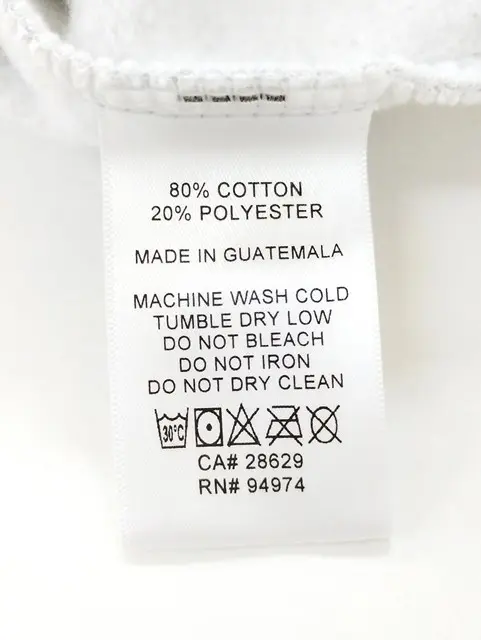 80% COTTON
20% POLYESTER
MADE IN GUATEMALA
MACHINE WASH COLD
TUMBLE DRY LOW
DO NOT BLEACH
DO NOT IRON
DO NOT DRY CLEAN
30°C
CA# 28629
RN# 94974